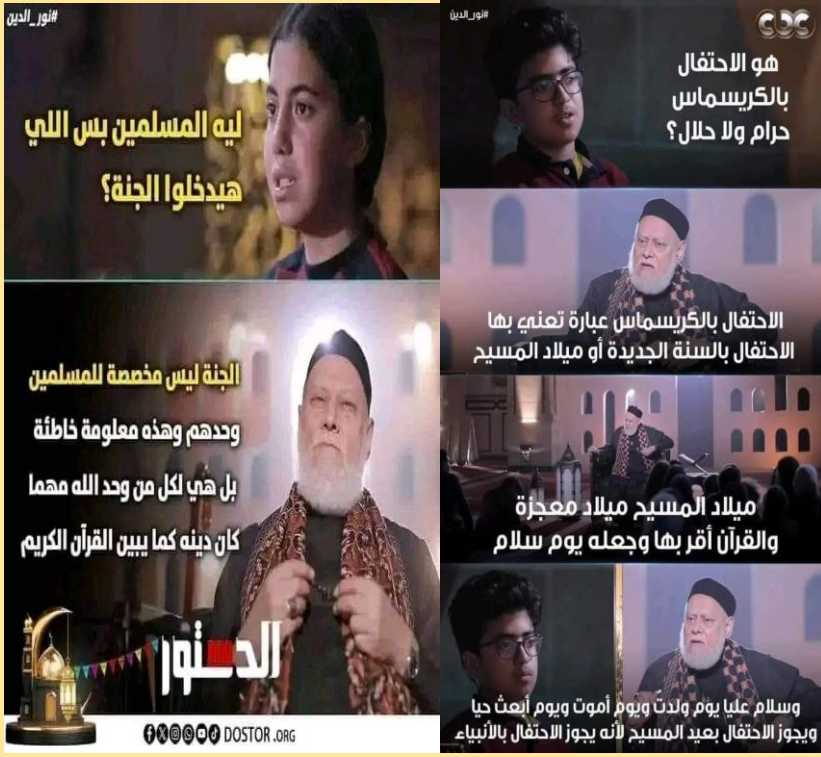 #نور_الدين
ليه المسلمين بس اللي
هيدخلوا الجنة؟
الجنة ليس مخصصة للمسلمين
وحدهم وهذه معلومة خاطئة
بل هي لكل من وحد الله مهما
كان دينه كما يبين القرآن الكريم
الدستور
DOSTOR .ORG
#نور_الدين
CBC
هو الاحتفال
بالكريسماس
حرام ولا حلال؟
الاحتفال بالكريسماس عبارة تعني بها
الاحتفال بالسنة الجديدة أو ميلاد المسيح
ميلاد المسيح ميلاد معجزة
والقرآن أقر بها وجعله يوم سلام
وسلام عليا يوم ولدت ويوم أموت ويوم أبعث حيا
ويجوز الاحتفال بعيد المسيح لأنه يجوز الاحتفال بالأنبياء